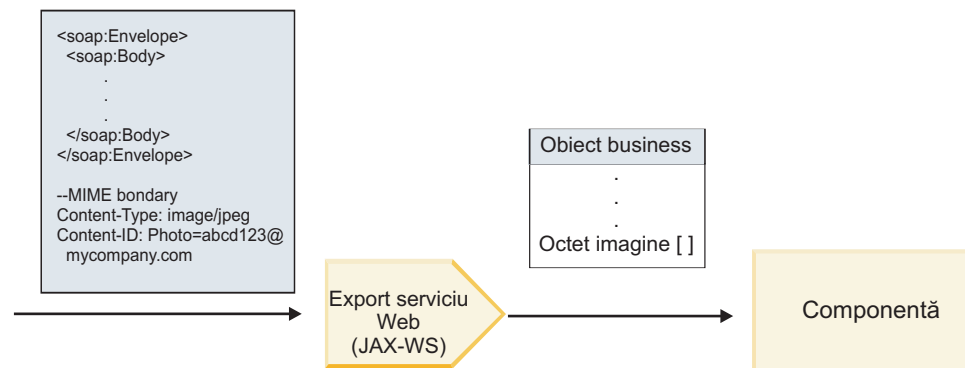 <soap:Envelope>
<soap:Body>
.
.
.
</soap:Body>
</soap:Envelope>
--MIME bondary
Content-Type: image/jpeg
Content-ID: Photo=abcd123@
mycompany.com
Export serviciu
Web
(JAX-WS)
Obiect business
.
.
.
Octet imagine [ ]
Componentă